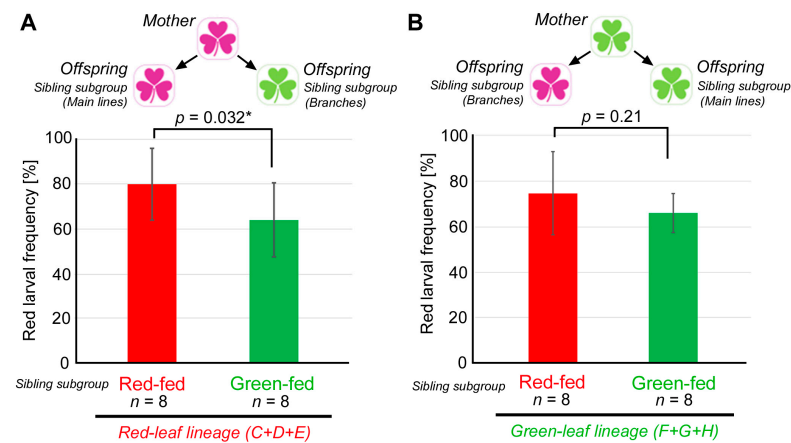 A
Mother
Offspring
Sibling subgroup
(Main lines)
Offspring
Sibling subgroup
(Branches)
p = 0.032*
Red larval frequency [%]
100
80
60
40
20
0
Sibling subgroup
Red-fed
Green-fed
n = 8
n = 8
Red-leaf lineage (C+D+E)
B
Mother
Offspring
Sibling subgroup
(Branches)
Offspring
Sibling subgroup
(Main lines)
p = 0.21
Red larval frequency [%]
100
80
60
40
20
0
Sibling subgroup
Red-fed
Green-fed
n = 8
n = 8
Green-leaf lineage (F+G+H)